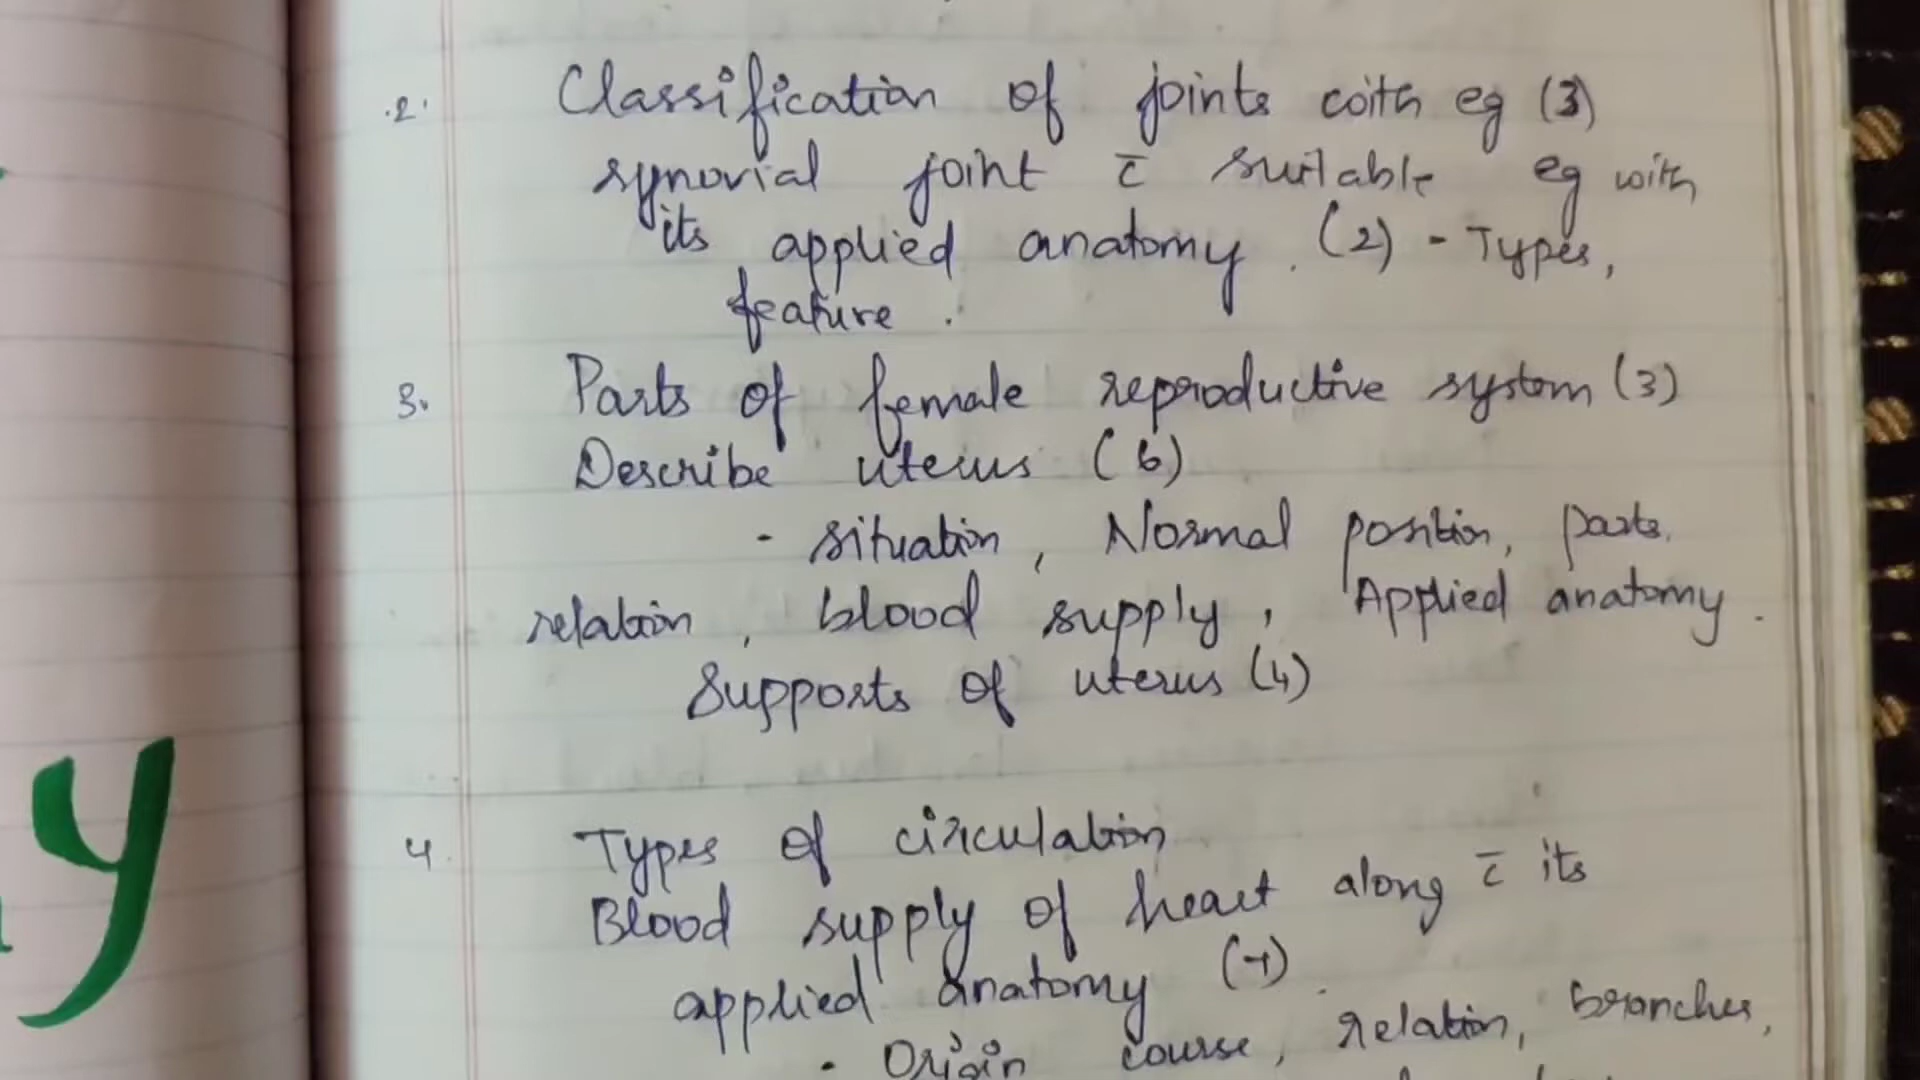 2. Classification of joints with eg (3)
synovial joint c̄ suitable eg with
its applied anatomy. (2) - Types,
feature.
3. Parts of female reproductive system (3)
Describe uterus (6)
- situation, Normal position, parts.
relation, blood supply, Applied anatomy.
Supports of uterus (4)
4. Types of circulation
Blood supply of heart along c̄ its
applied anatomy
. Origin course, relation, branches,
y